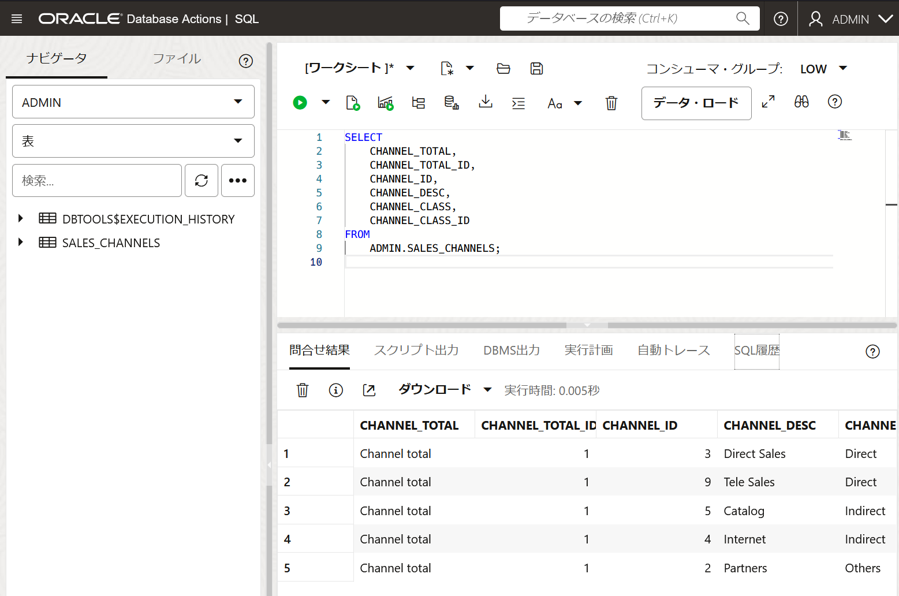 ORACLE Database Actions | SQL
データベースの検索 (Ctrl+K)
ADMIN
ナビゲータ
ファイル
ADMIN
表
検索...
DBTOOLS$EXECUTION_HISTORY
SALES_CHANNELS
[ワークシート ]*
コンシューマ・グループ: LOW
Aa
データ・ロード
1 SELECT
2 CHANNEL_TOTAL,
3 CHANNEL_TOTAL_ID,
4 CHANNEL_ID,
5 CHANNEL_DESC,
6 CHANNEL_CLASS,
7 CHANNEL_CLASS_ID
8 FROM
9 ADMIN.SALES_CHANNELS;
10
問合せ結果 スクリプト出力 DBMS出力 実行計画 自動トレース SQL履歴
ダウンロード 実行時間: 0.005秒
CHANNEL_TOTAL CHANNEL_TOTAL_ID CHANNEL_ID CHANNEL_DESC CHANNE
1 Channel total 1 3 Direct Sales Direct
2 Channel total 1 9 Tele Sales Direct
3 Channel total 1 5 Catalog Indirect
4 Channel total 1 4 Internet Indirect
5 Channel total 1 2 Partners Others